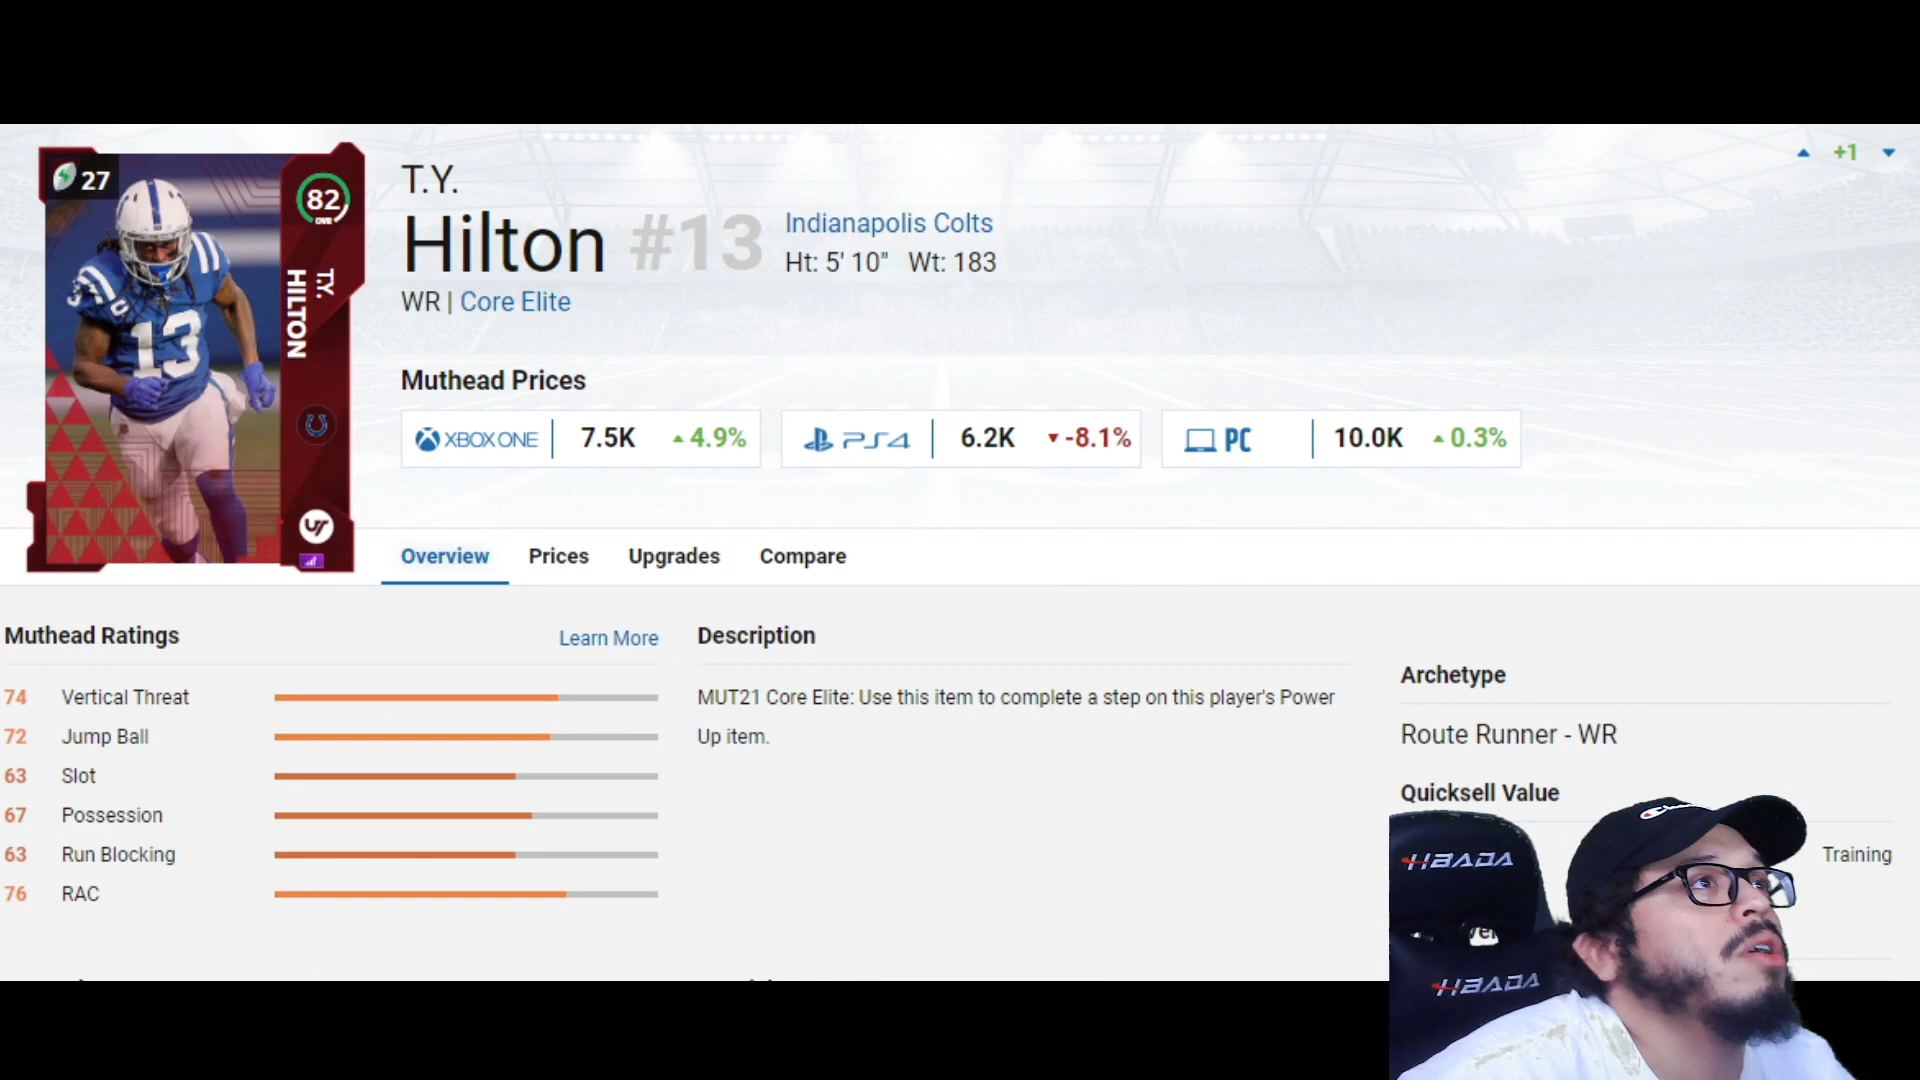 27
82
OVR
T.Y.
HILTON
13
T.Y.
Hilton #13
Indianapolis Colts
Ht: 5' 10" Wt: 183
WR | Core Elite
+1
Muthead Prices
XBOX ONE 7.5K 4.9%
PS4 6.2K -8.1%
PC 10.0K 0.3%
Overview Prices Upgrades Compare
Muthead Ratings Learn More
74 Vertical Threat
72 Jump Ball
63 Slot
67 Possession
63 Run Blocking
76 RAC
Description
MUT21 Core Elite: Use this item to complete a step on this player's Power
Up item.
Archetype
Route Runner - WR
Quicksell Value
Training
HBADA
HBADA